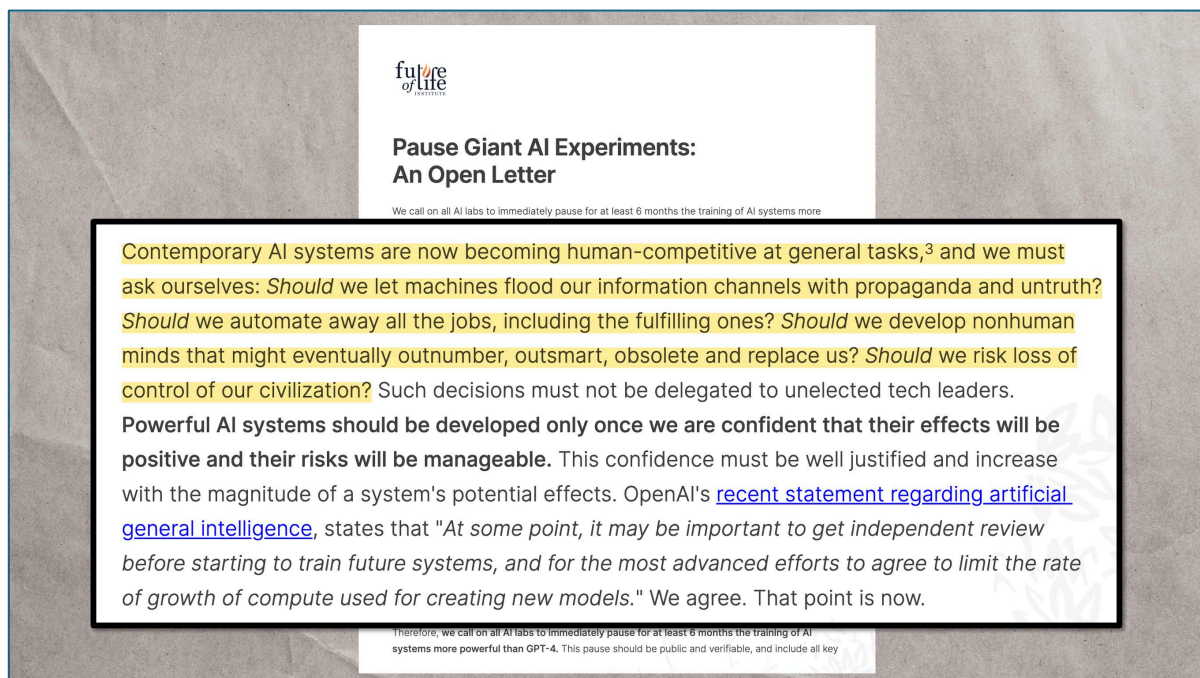 future
of life
INSTITUTE
Pause Giant AI Experiments:
An Open Letter
We call on all AI labs to immediately pause for at least 6 months the training of AI systems more
Contemporary AI systems are now becoming human-competitive at general tasks,³ and we must
ask ourselves: Should we let machines flood our information channels with propaganda and untruth?
Should we automate away all the jobs, including the fulfilling ones? Should we develop nonhuman
minds that might eventually outnumber, outsmart, obsolete and replace us? Should we risk loss of
control of our civilization? Such decisions must not be delegated to unelected tech leaders.
Powerful AI systems should be developed only once we are confident that their effects will be
positive and their risks will be manageable. This confidence must be well justified and increase
with the magnitude of a system's potential effects. OpenAI's recent statement regarding artificial
general intelligence, states that "At some point, it may be important to get independent review
before starting to train future systems, and for the most advanced efforts to agree to limit the rate
of growth of compute used for creating new models." We agree. That point is now.
Therefore, we call on all AI labs to immediately pause for at least 6 months the training of AI
systems more powerful than GPT-4. This pause should be public and verifiable, and include all key